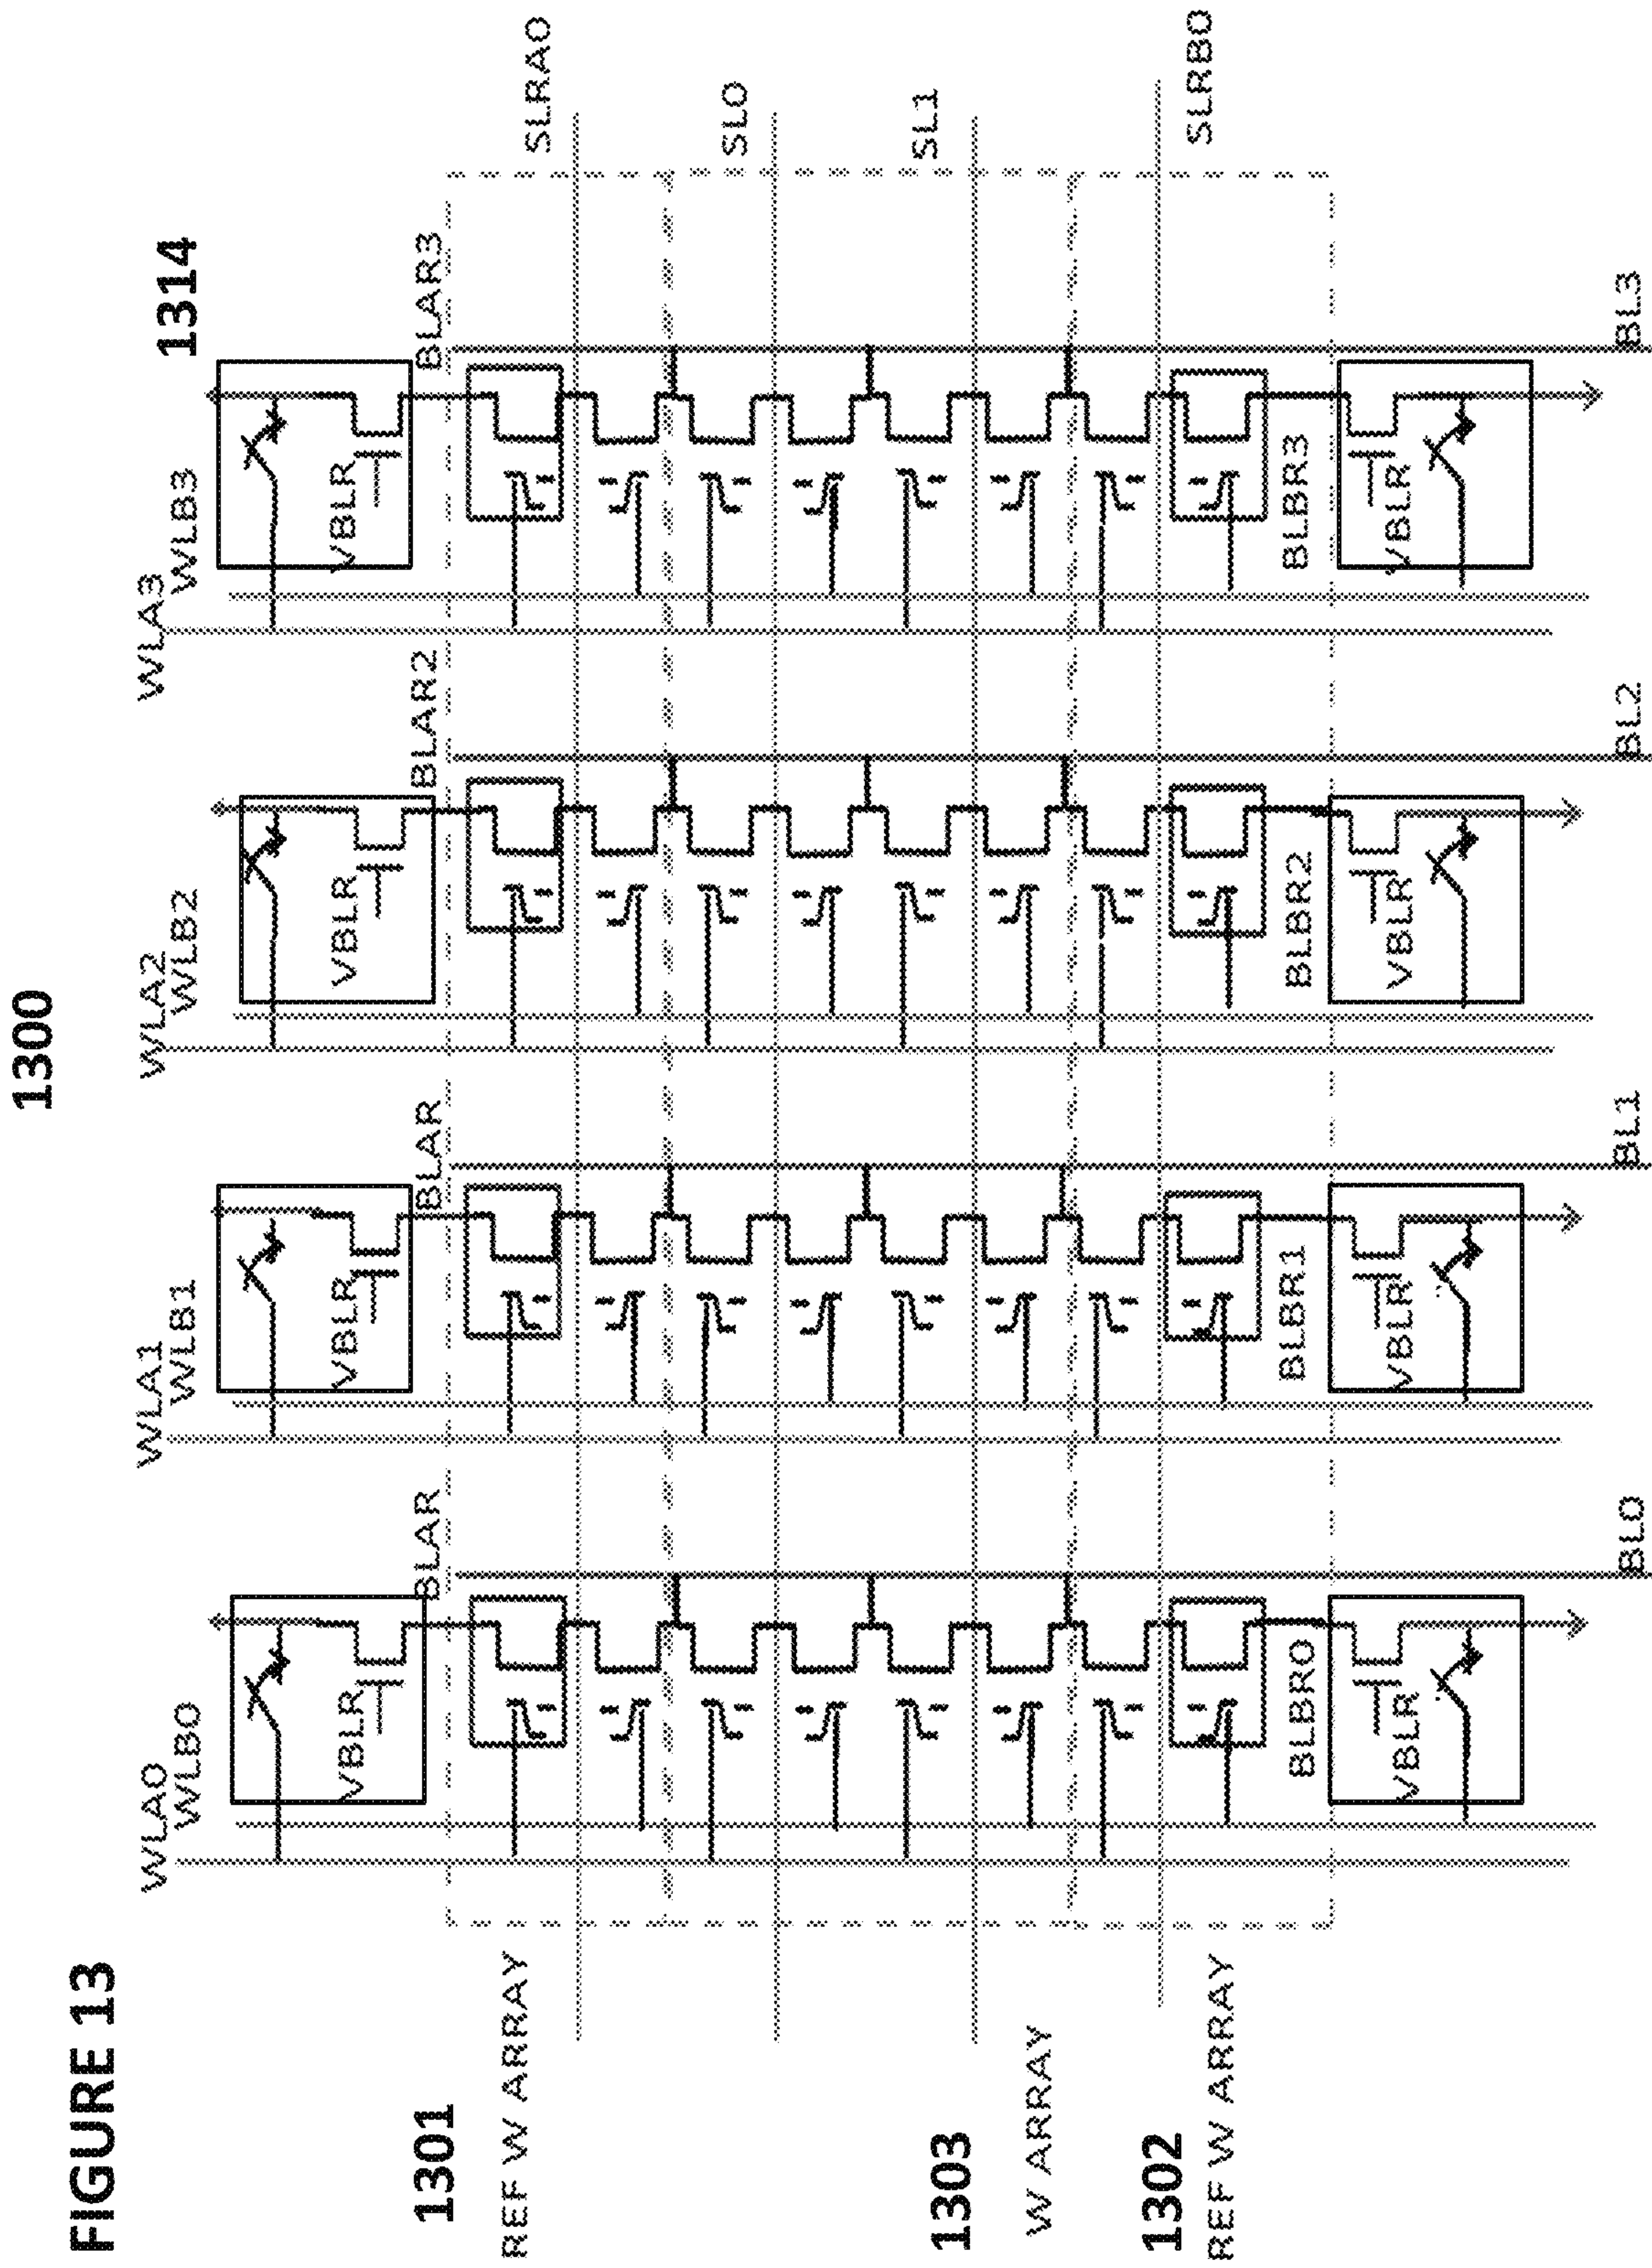 1300
FIGURE 13
WLA0 WLA1 WLA2 WLA3
WLB0 WLB1 WLB2 WLB3 1314
VBLR VBLR VBLR VBLR
1301 BLAR BLAR BLAR2 BLAR3
REF W ARRAY
SLRA0
SL0
SL1
1303
W ARRAY
1302
SLRB0
REF W ARRAY
BLBR0 BLBR1 BLBR2 BLBR3
VBLR VBLR VBLR VBLR
BL0 BL1 BL2 BL3